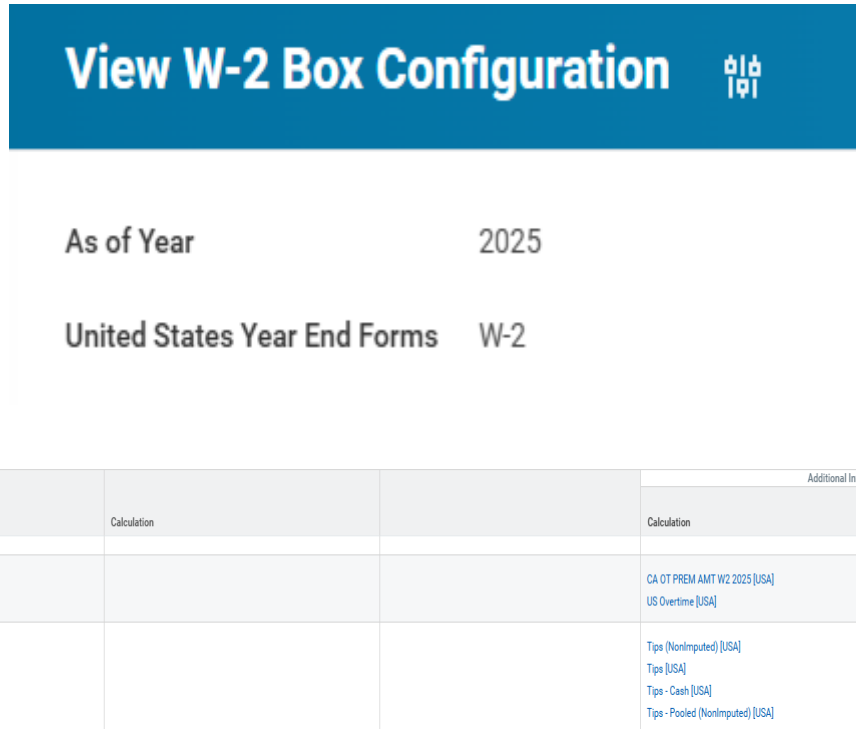 View W-2 Box Configuration
As of Year 2025
United States Year End Forms W-2
Additional In
Calculation Calculation
CA OT PREM AMT W2 2025 [USA]
US Overtime [USA]
Tips (NonImputed) [USA]
Tips [USA]
Tips - Cash [USA]
Tips - Pooled (NonImputed) [USA]